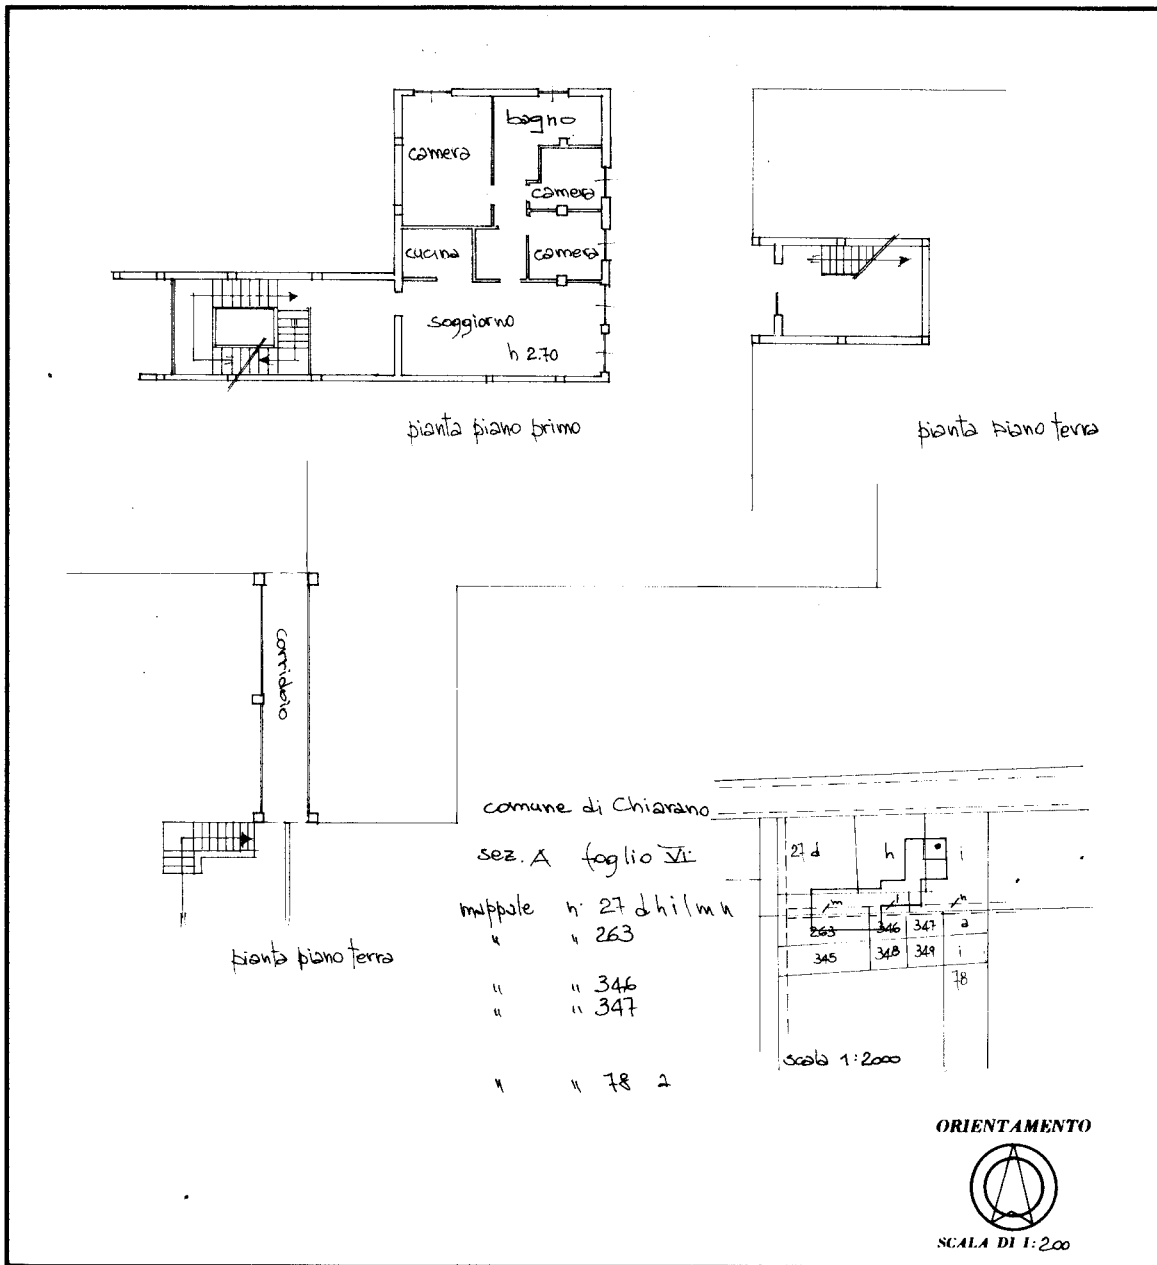 bagno
camera
camera
cucina
camera
soggiorno
h 2.70
pianta piano primo
pianta piano terra
corridoio
pianta piano terra
comune di Chiarano
sez. A foglio VI
mappale n. 27 d h i l m n
" " 263
" " 346
" " 347
" " 78 a
27 d h i
m l n
263 346 347 a
345 348 349 i
78
scala 1:2000
ORIENTAMENTO
SCALA DI 1:200